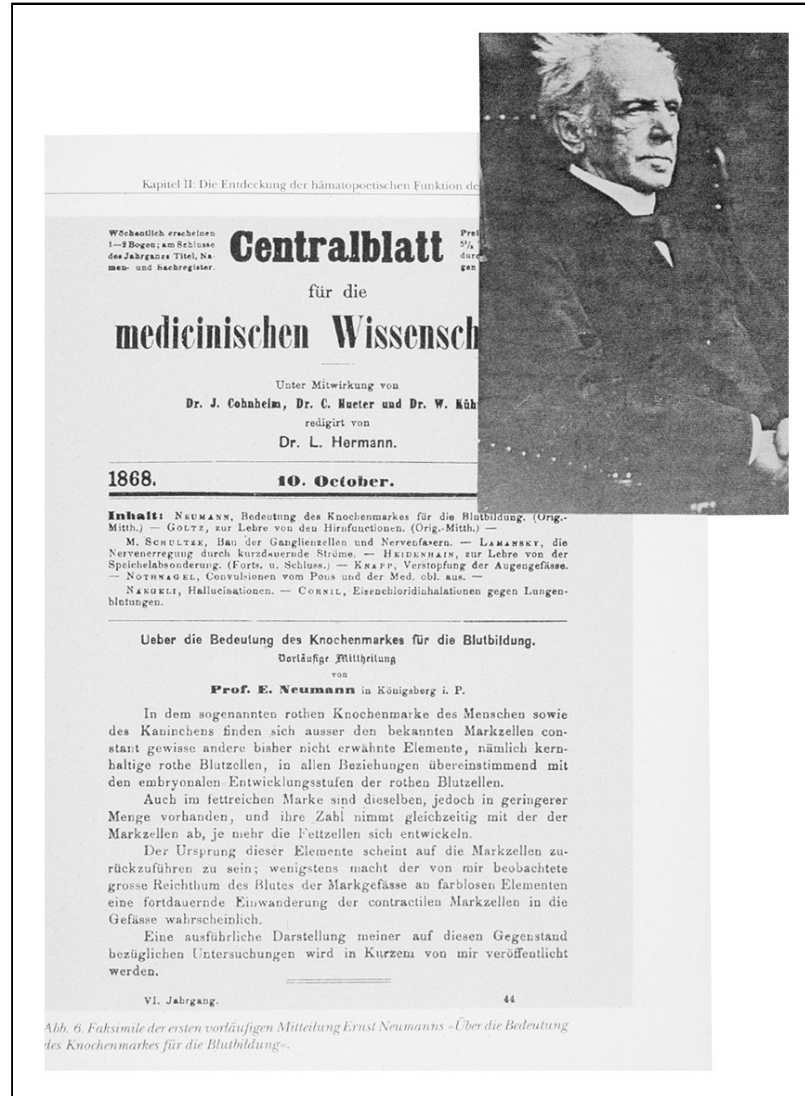 Kapitel II: Die Entdeckung der hämatopoetischen Funktion de
Wöchentlich erscheinen
1—2 Bogen; am Schlusse
des Jahrganzs Titel, Na-
men- und Sachregister.
Centralblatt
Prei
5⅓
durc
gen
für die
medicinischen Wissensch
Unter Mitwirkung von
Dr. J. Cohnheim, Dr. C. Hueter und Dr. W. Küh
redigirt von
Dr. L. Hermann.
1868. 10. October.
Inhalt: NEUMANN, Bedeutung des Knochenmarkes für die Blutbildung. (Orig.-
Mitth.) — GOLTZ, zur Lehre von den Hirnfunctionen. (Orig.-Mitth.) —
M. SCHULTZE, Bau der Ganglienzellen und Nervenfasern. — LAMANSKY, die
Nervenerregung durch kurzdauernde Ströme. — HEIDENHAIN, zur Lehre von der
Speichelabsonderung. (Forts. u. Schluss.) — KNAPP, Verstopfung der Augengefässe.
— NOTHNAGEL, Convulsionen vom Pons und der Med. obl. aus. —
NAEGELI, Hallucinationen. — CORNIL, Eisenchloridinhalationen gegen Lungen-
blutungen.
Ueber die Bedeutung des Knochenmarkes für die Blutbildung.
Vorläufige Mittheilung
von
Prof. E. Neumann in Königsberg i. P.
In dem sogenannten rothen Knochenmarke des Menschen sowie
des Kaninchens finden sich ausser den bekannten Markzellen con-
stant gewisse andere bisher nicht erwähnte Elemente, nämlich kern-
haltige rothe Blutzellen, in allen Beziehungen übereinstimmend mit
den embryonalen Entwicklungsstufen der rothen Blutzellen.
Auch im fettreichen Marke sind dieselben, jedoch in geringerer
Menge vorhanden, und ihre Zahl nimmt gleichzeitig mit der der
Markzellen ab, je mehr die Fettzellen sich entwickeln.
Der Ursprung dieser Elemente scheint auf die Markzellen zu-
rückzuführen zu sein; wenigstens macht der von mir beobachtete
grosse Reichthum des Blutes der Markgefässe an farblosen Elementen
eine fortdauernde Einwanderung der contractilen Markzellen in die
Gefässe wahrscheinlich.
Eine ausführliche Darstellung meiner auf diesen Gegenstand
bezüglichen Untersuchungen wird in Kurzem von mir veröffentlicht
werden.
VI. Jahrgang. 44
Abb. 6. Faksimile der ersten vorläufigen Mitteilung Ernst Neumanns »Über die Bedeutung
des Knochenmarkes für die Blutbildung«.